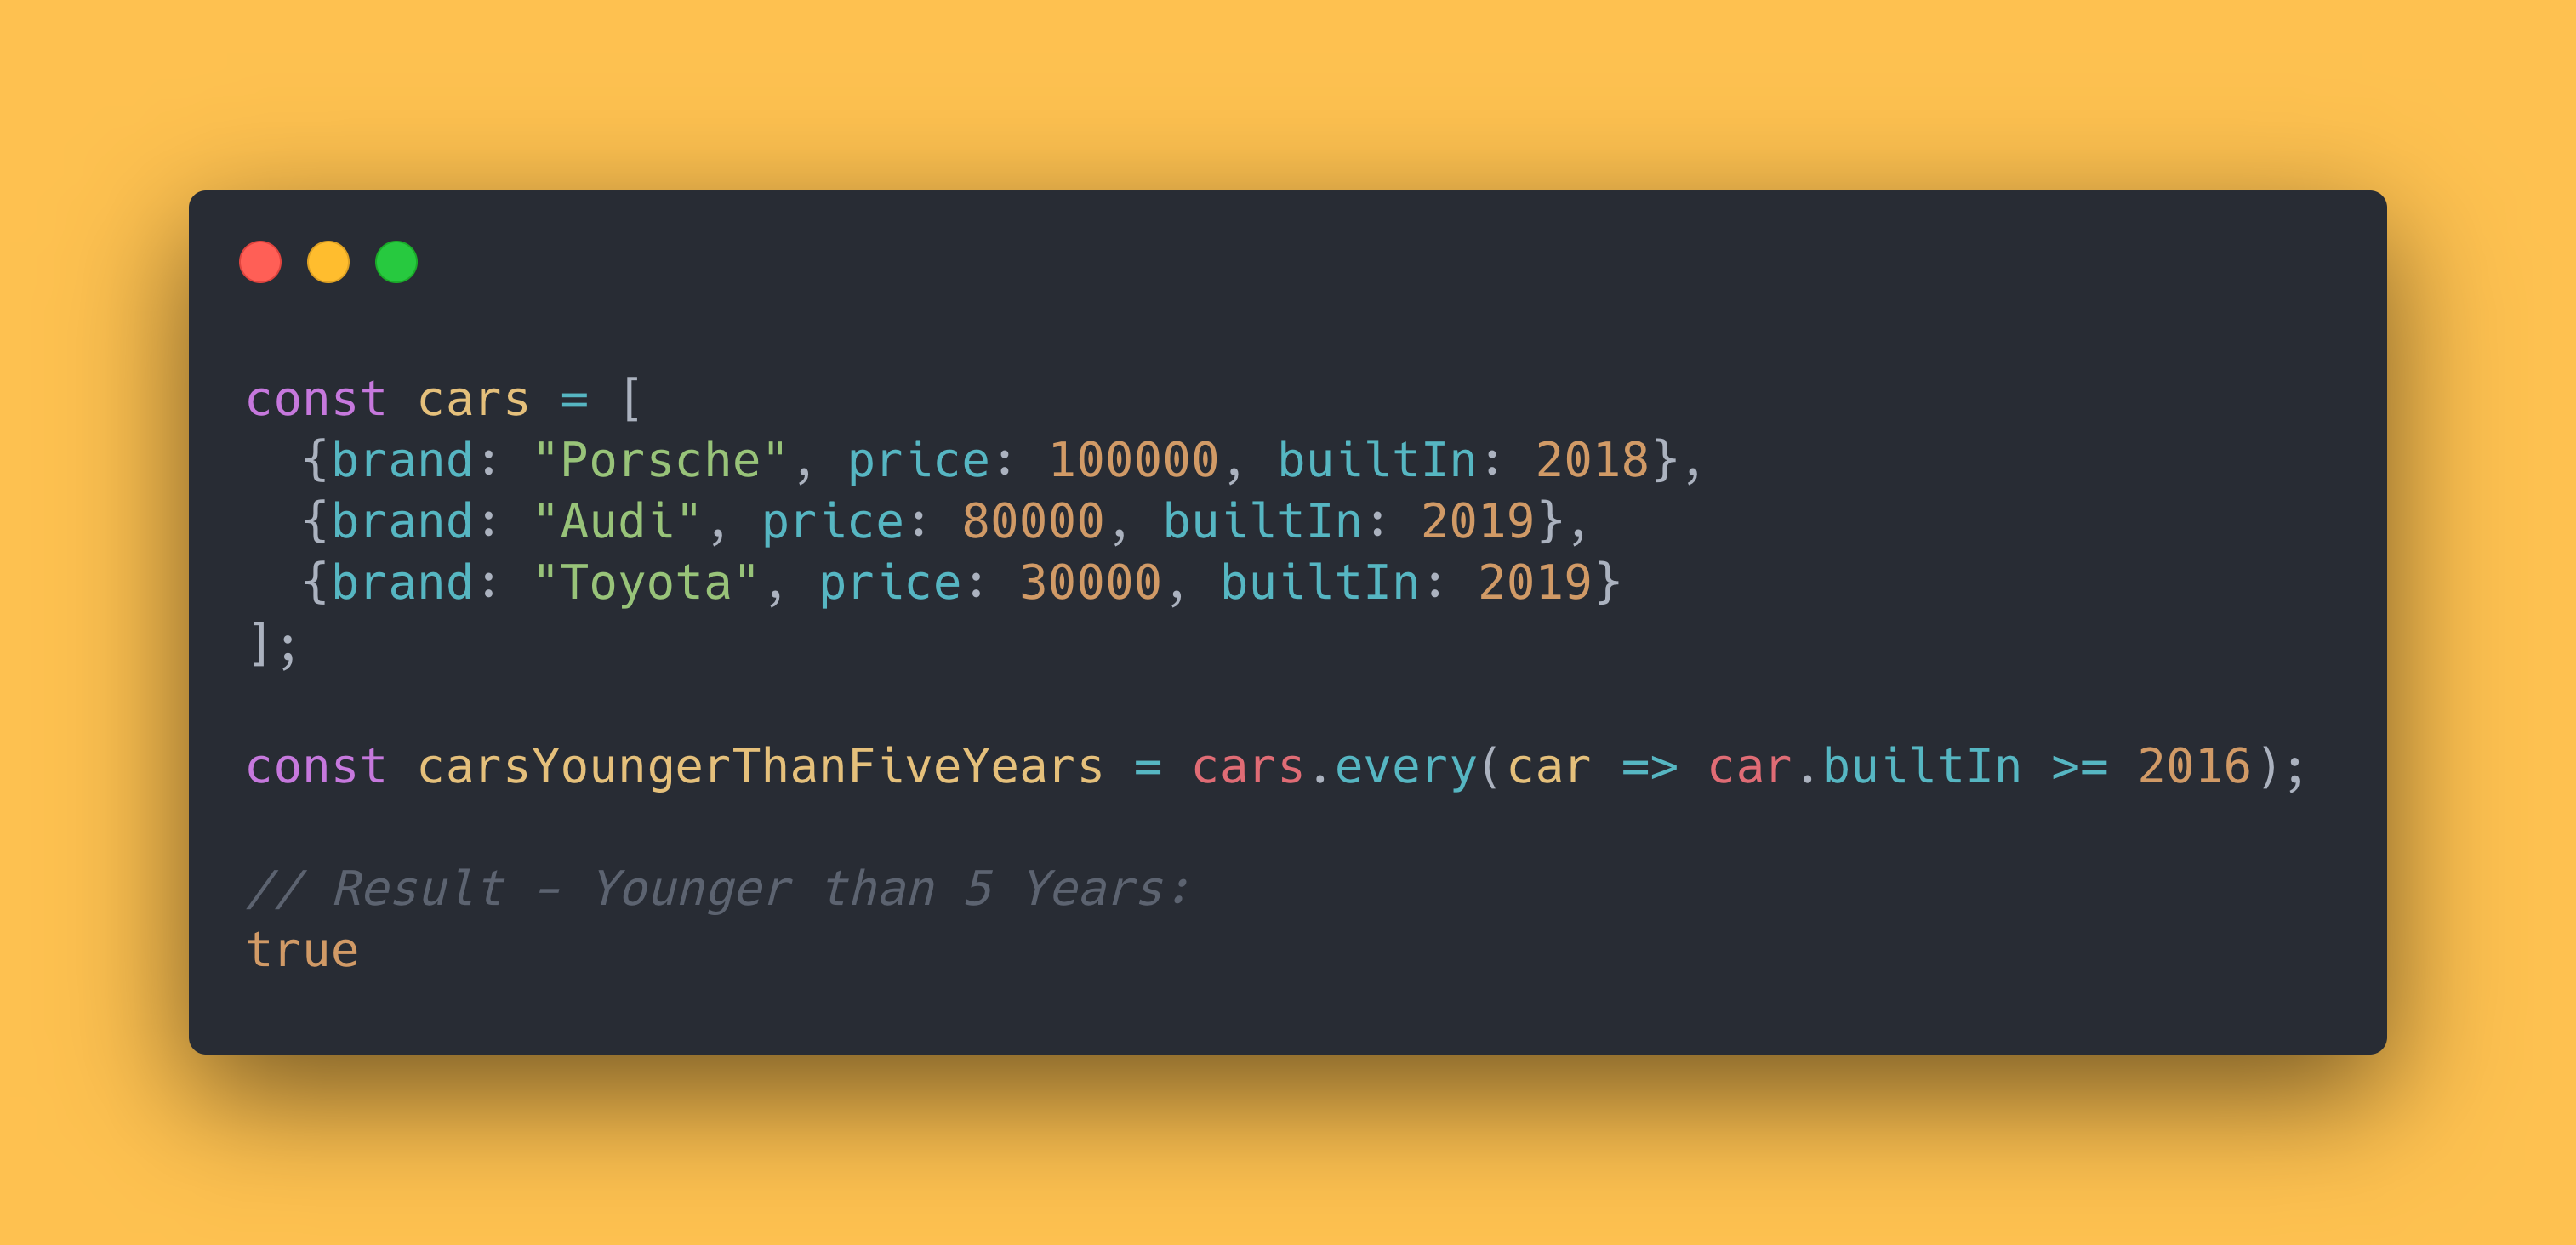 const cars = [
  {brand: "Porsche", price: 100000, builtIn: 2018},
  {brand: "Audi", price: 80000, builtIn: 2019},
  {brand: "Toyota", price: 30000, builtIn: 2019}
];
const carsYoungerThanFiveYears = cars.every(car => car.builtIn >= 2016);
// Result - Younger than 5 Years:
true